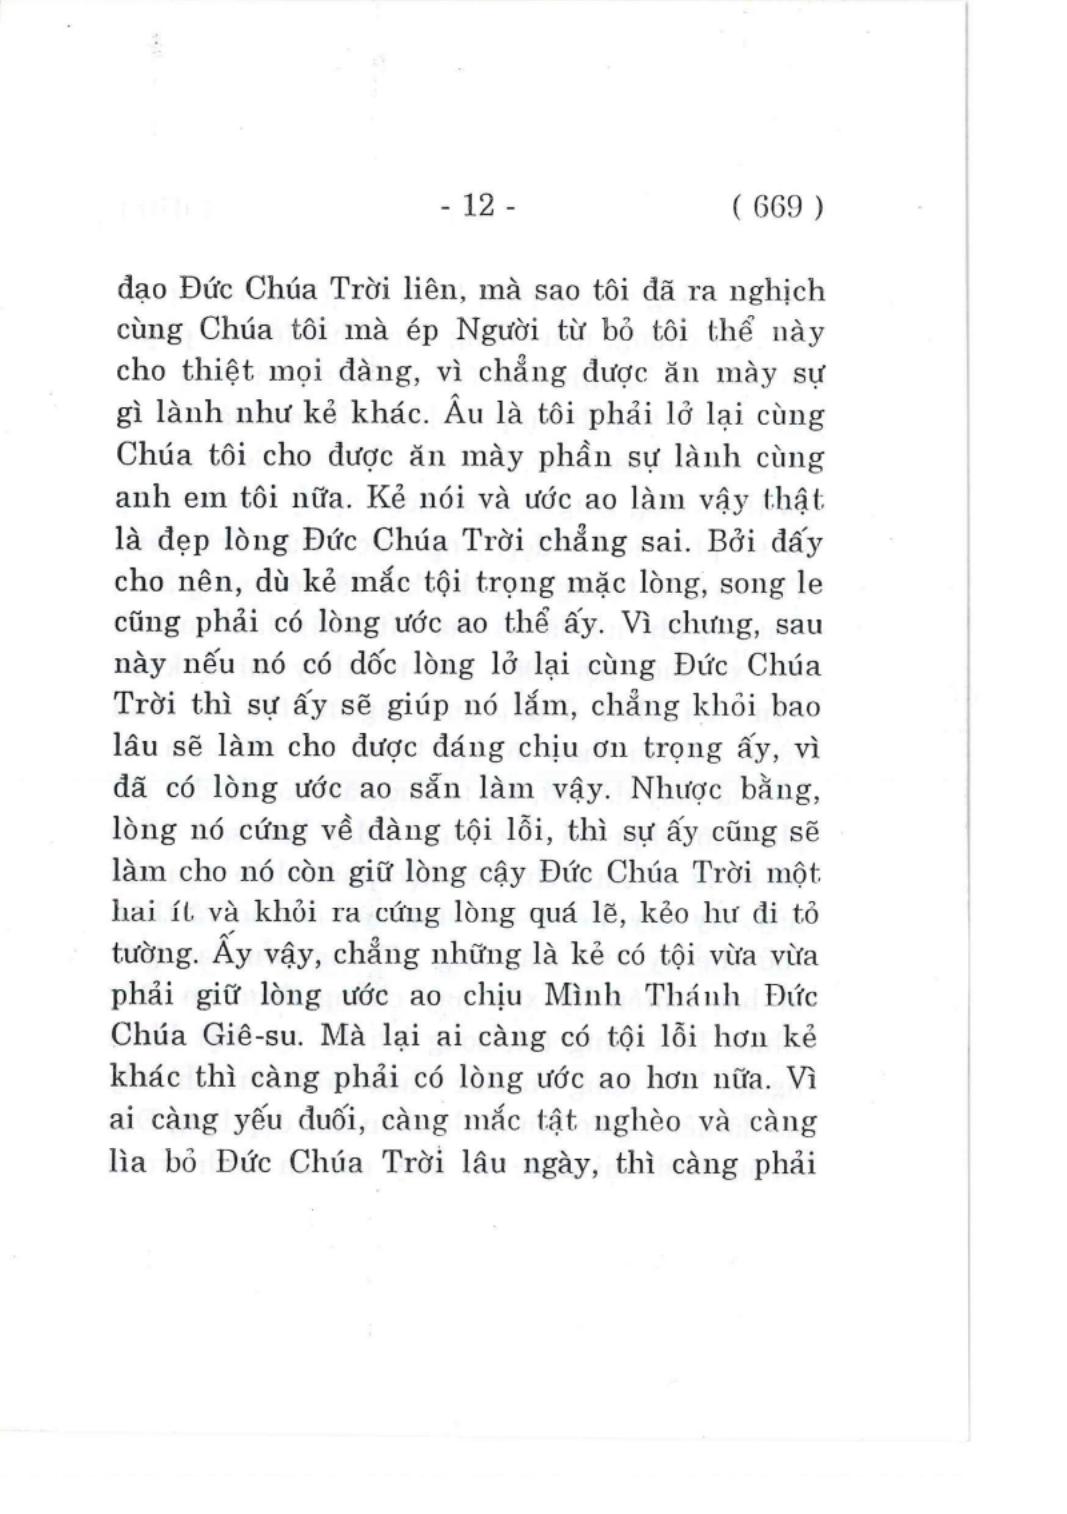 - 12 - ( 669 )
đạo Đức Chúa Trời liên, mà sao tôi đã ra nghịch
cùng Chúa tôi mà ép Người từ bỏ tôi thể này
cho thiệt mọi đàng, vì chẳng được ăn mày sự
gì lành như kẻ khác. Âu là tôi phải lở lại cùng
Chúa tôi cho được ăn mày phần sự lành cùng
anh em tôi nữa. Kẻ nói và ước ao làm vậy thật
là đẹp lòng Đức Chúa Trời chẳng sai. Bởi đấy
cho nên, dù kẻ mắc tội trọng mặc lòng, song le
cũng phải có lòng ước ao thể ấy. Vì chưng, sau
này nếu nó có dốc lòng lở lại cùng Đức Chúa
Trời thì sự ấy sẽ giúp nó lắm, chẳng khỏi bao
lâu sẽ làm cho được đáng chịu ơn trọng ấy, vì
đã có lòng ước ao sẵn làm vậy. Nhược bằng,
lòng nó cứng về đàng tội lỗi, thì sự ấy cũng sẽ
làm cho nó còn giữ lòng cậy Đức Chúa Trời một
hai ít và khỏi ra cứng lòng quá lẽ, kẻo hư đi tỏ
tường. Ấy vậy, chẳng những là kẻ có tội vừa vừa
phải giữ lòng ước ao chịu Mình Thánh Đức
Chúa Giê-su. Mà lại ai càng có tội lỗi hơn kẻ
khác thì càng phải có lòng ước ao hơn nữa. Vì
ai càng yếu đuối, càng mắc tật nghèo và càng
lìa bỏ Đức Chúa Trời lâu ngày, thì càng phải